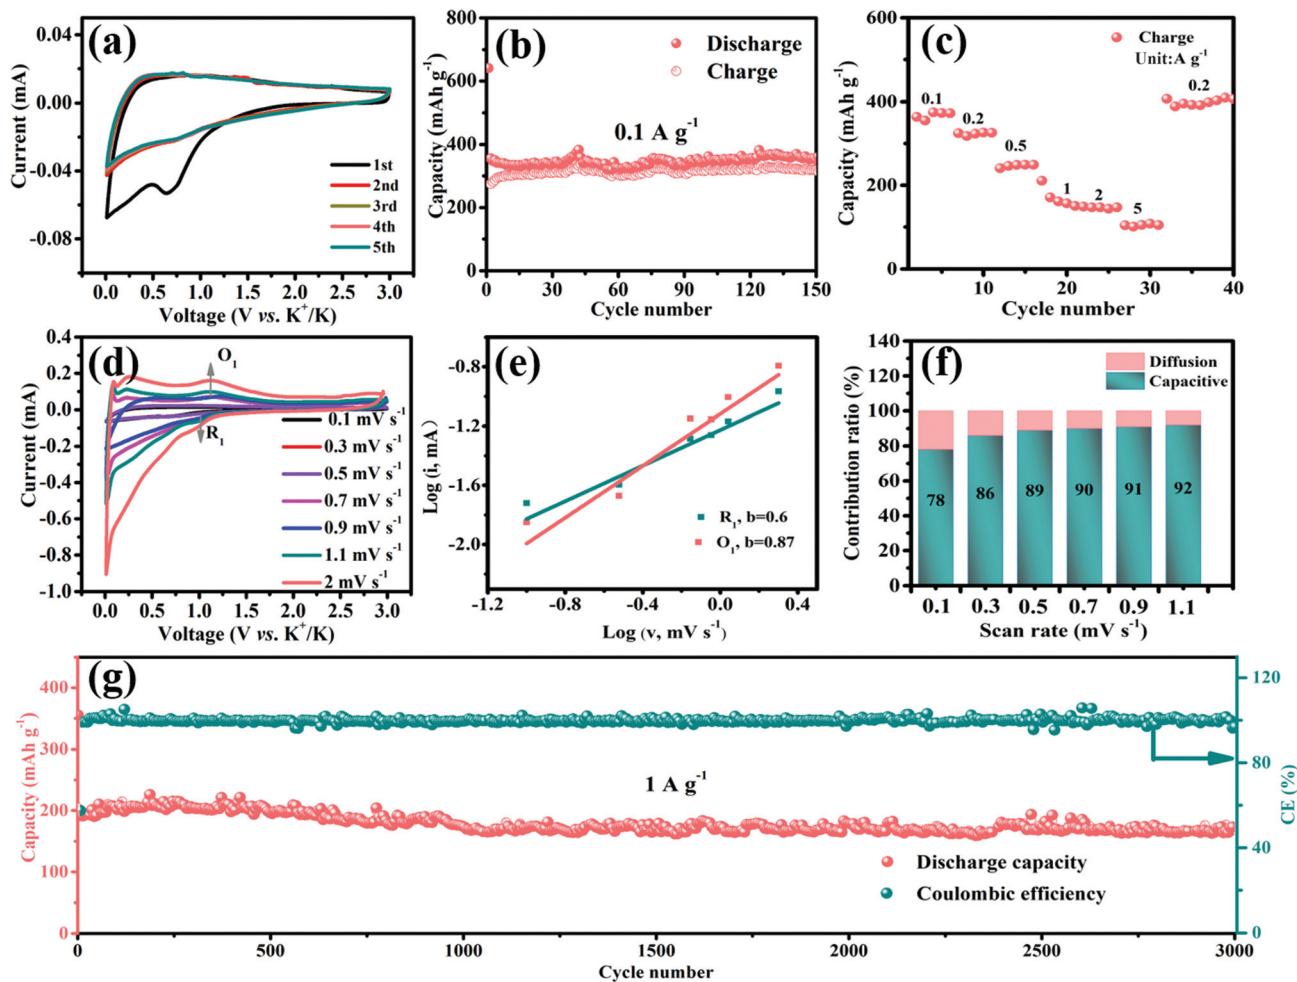 (a)
0.04
0.00
-0.04
-0.08
Current (mA)
1st
2nd
3rd
4th
5th
0.0 0.5 1.0 1.5 2.0 2.5 3.0
Voltage (V vs. K⁺/K)
(b)
800
600
400
300
200
0
Capacity (mAh g⁻¹)
Discharge
Charge
0.1 A g⁻¹
0 30 60 90 120 150
Cycle number
(c)
600
400
200
0
Capacity (mAh g⁻¹)
Charge
Unit:A g⁻¹
0.1
0.2
0.5
1
2
5
0.2
10 20 30 40
Cycle number
(d)
0.4
0.2
0.0
-0.2
-0.4
-0.6
-0.8
-1.0
Current (mA)
O₁
R₁
0.1 mV s⁻¹
0.3 mV s⁻¹
0.5 mV s⁻¹
0.7 mV s⁻¹
0.9 mV s⁻¹
1.1 mV s⁻¹
2 mV s⁻¹
0.0 0.5 1.0 1.5 2.0 2.5 3.0
Voltage (V vs. K⁺/K)
(e)
-0.8
-1.2
-1.6
-2.0
Log (i, mA)
R₁, b=0.6
O₁, b=0.87
-1.2 -0.8 -0.4 0.0 0.4
Log (v, mV s⁻¹)
(f)
140
120
100
80
60
40
20
0
Contribution ratio (%)
Diffusion
Capacitive
78 86 89 90 91 92
0.1 0.3 0.5 0.7 0.9 1.1
Scan rate (mV s⁻¹)
(g)
400
300
200
100
0
Capacity (mAh g⁻¹)
1 A g⁻¹
Discharge capacity
Coulombic efficiency
120
80
40
0
CE (%)
0 500 1000 1500 2000 2500 3000
Cycle number